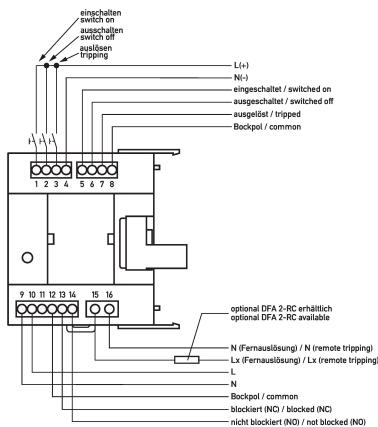 einschalten
switch on
ausschalten
switch off
auslösen
tripping
L(+)
N(-)
eingeschaltet / switched on
ausgeschaltet / switched off
ausgelöst / tripped
Bockpol / common
1 2 3 4 5 6 7 8
9 10 11 12 13 14 15 16
optional DFA 2-RC erhältlich
optional DFA 2-RC available
N (Fernauslösung) / N (remote tripping)
Lx (Fernauslösung) / Lx (remote tripping)
L
N
Bockpol / common
blockiert (NC) / blocked (NC)
nicht blockiert (NO) / not blocked (NO)